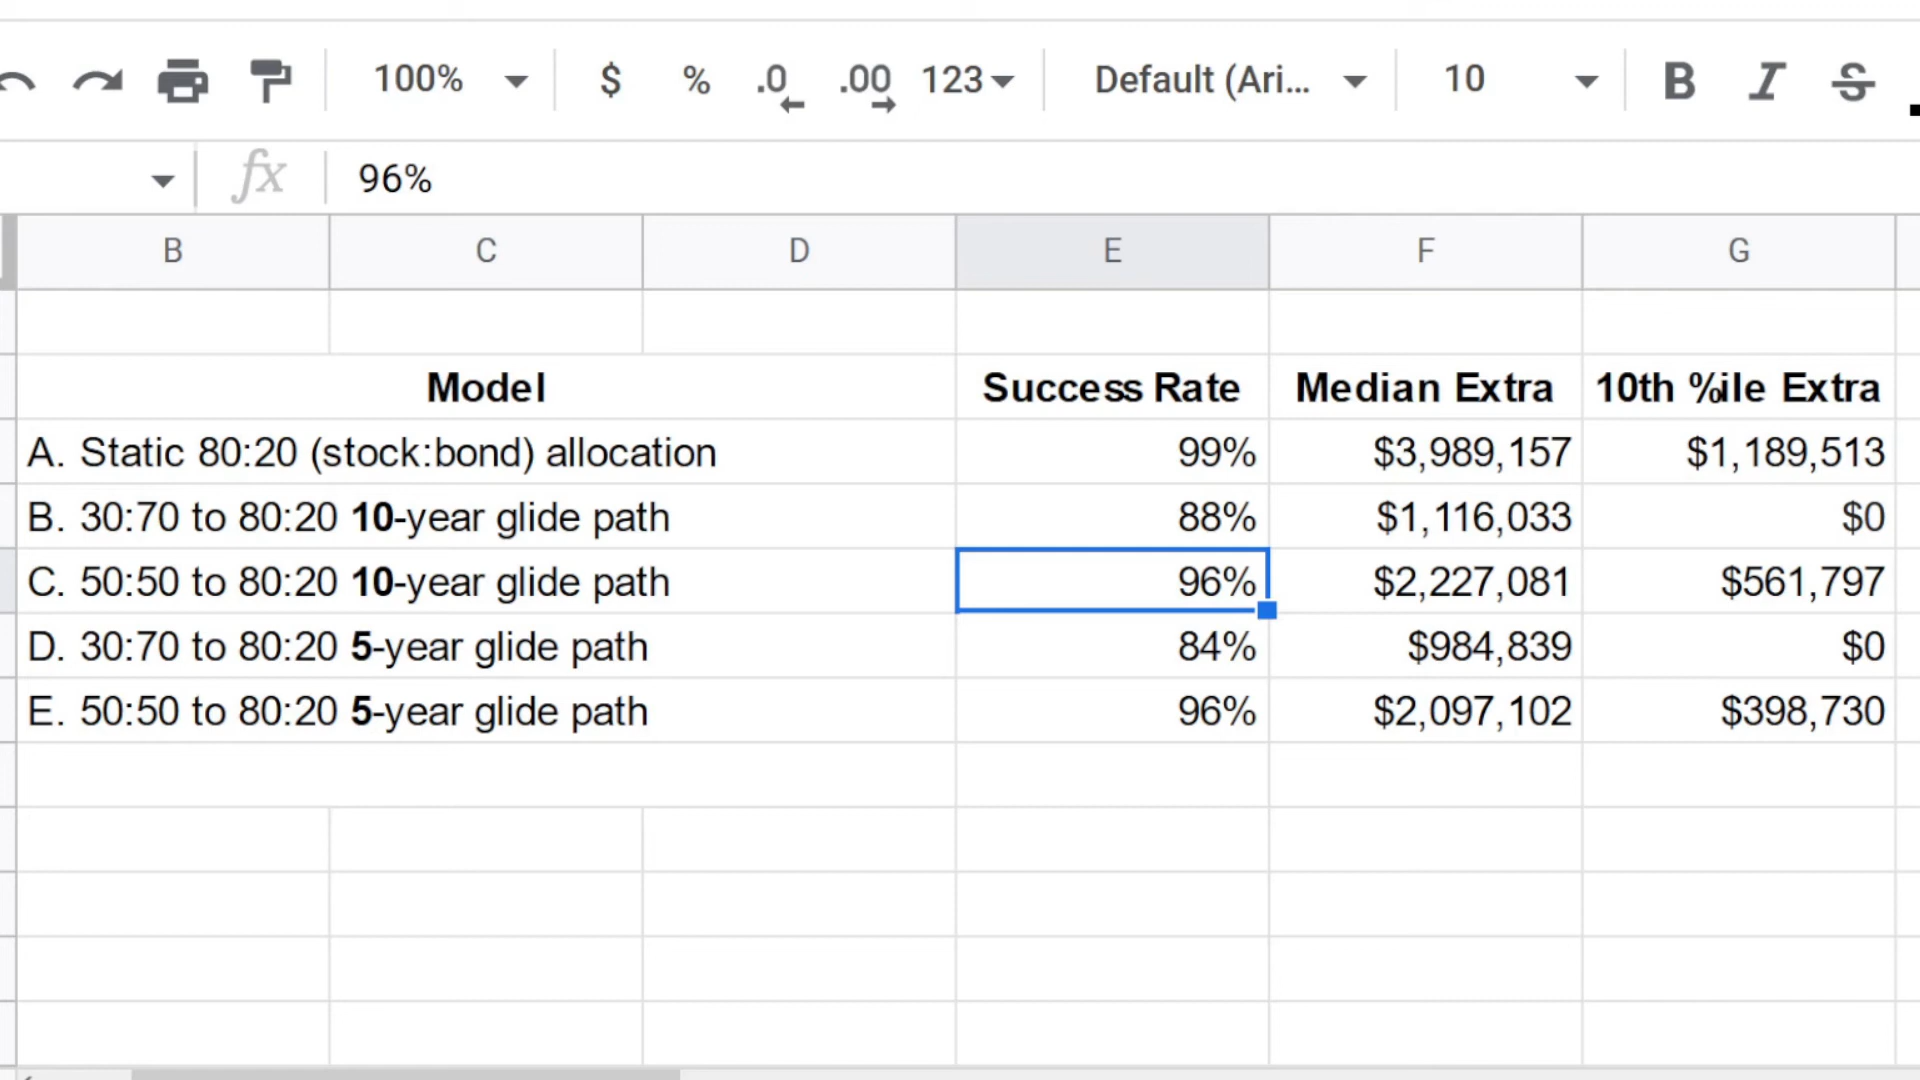 100% $ % .0 .00 123 Default (Ari... 10 B I S
fx 96%
B C D E F G
Model Success Rate Median Extra 10th %ile Extra
A. Static 80:20 (stock:bond) allocation 99% $3,989,157 $1,189,513
B. 30:70 to 80:20 10-year glide path 88% $1,116,033 $0
C. 50:50 to 80:20 10-year glide path 96% $2,227,081 $561,797
D. 30:70 to 80:20 5-year glide path 84% $984,839 $0
E. 50:50 to 80:20 5-year glide path 96% $2,097,102 $398,730